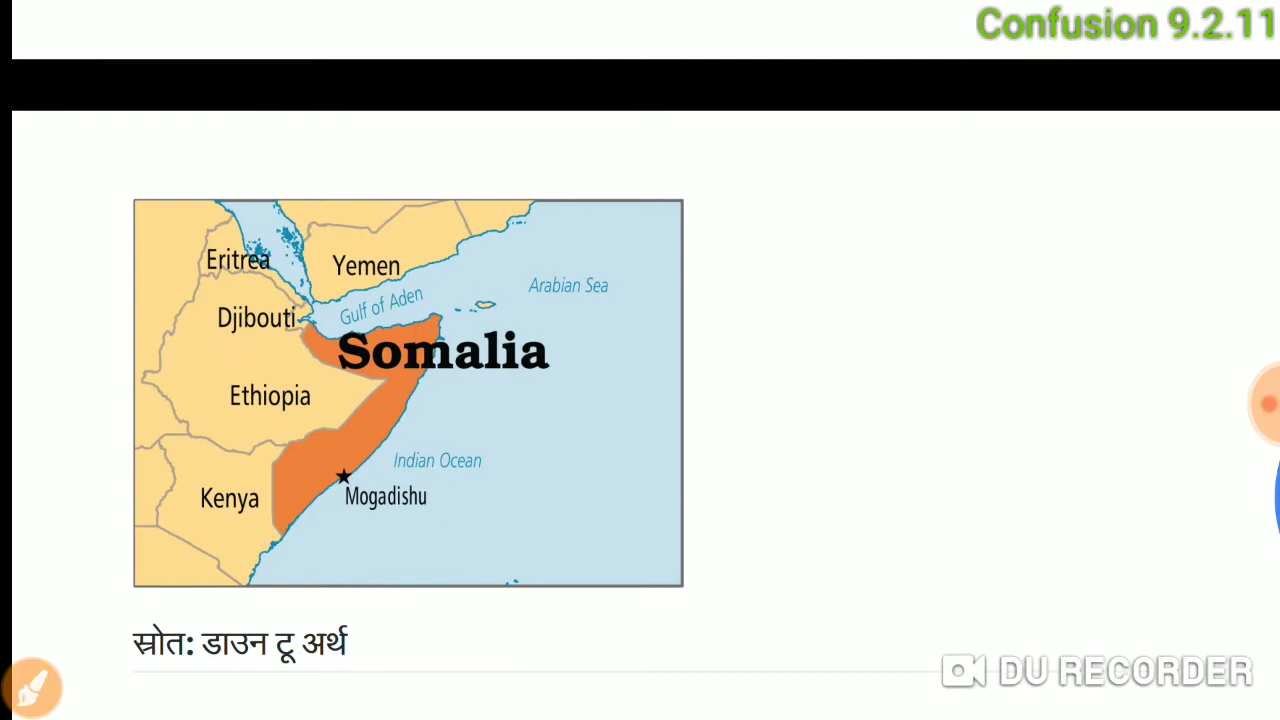 Confusion 9.2.11
Eritrea
Yemen
Arabian Sea
Gulf of Aden
Djibouti
Somalia
Ethiopia
Indian Ocean
Kenya
Mogadishu
स्रोत: डाउन टू अर्थ
DU RECORDER